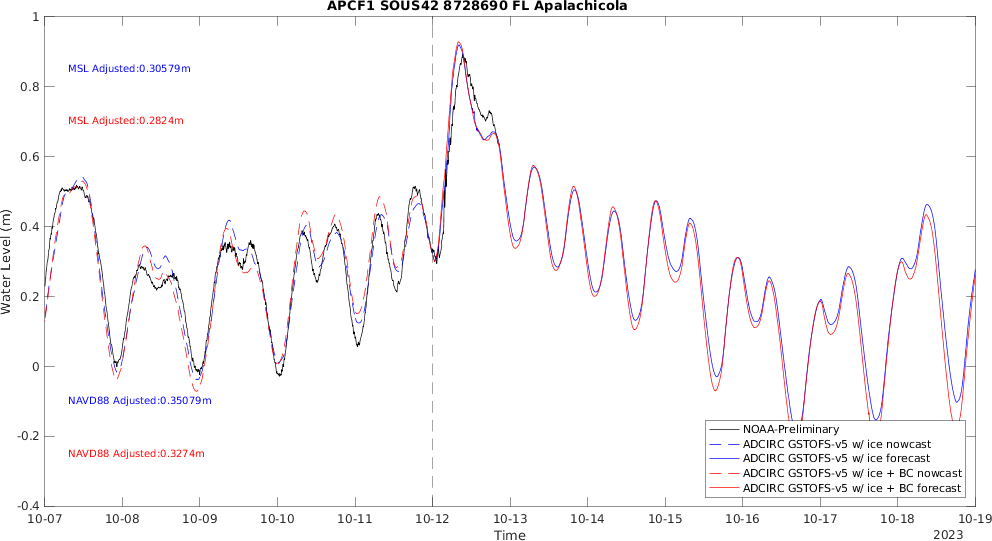 APCF1 SOUS42 8728690 FL Apalachicola
1
0.8
0.6
0.4
0.2
0
-0.2
-0.4
Water Level (m)
MSL Adjusted:0.30579m
MSL Adjusted:0.2824m
NAVD88 Adjusted:0.35079m
NAVD88 Adjusted:0.3274m
NOAA-Preliminary
ADCIRC GSTOFS-v5 w/ ice nowcast
ADCIRC GSTOFS-v5 w/ ice forecast
ADCIRC GSTOFS-v5 w/ ice + BC nowcast
ADCIRC GSTOFS-v5 w/ ice + BC forecast
10-07 10-08 10-09 10-10 10-11 10-12 10-13 10-14 10-15 10-16 10-17 10-18 10-19
Time
2023